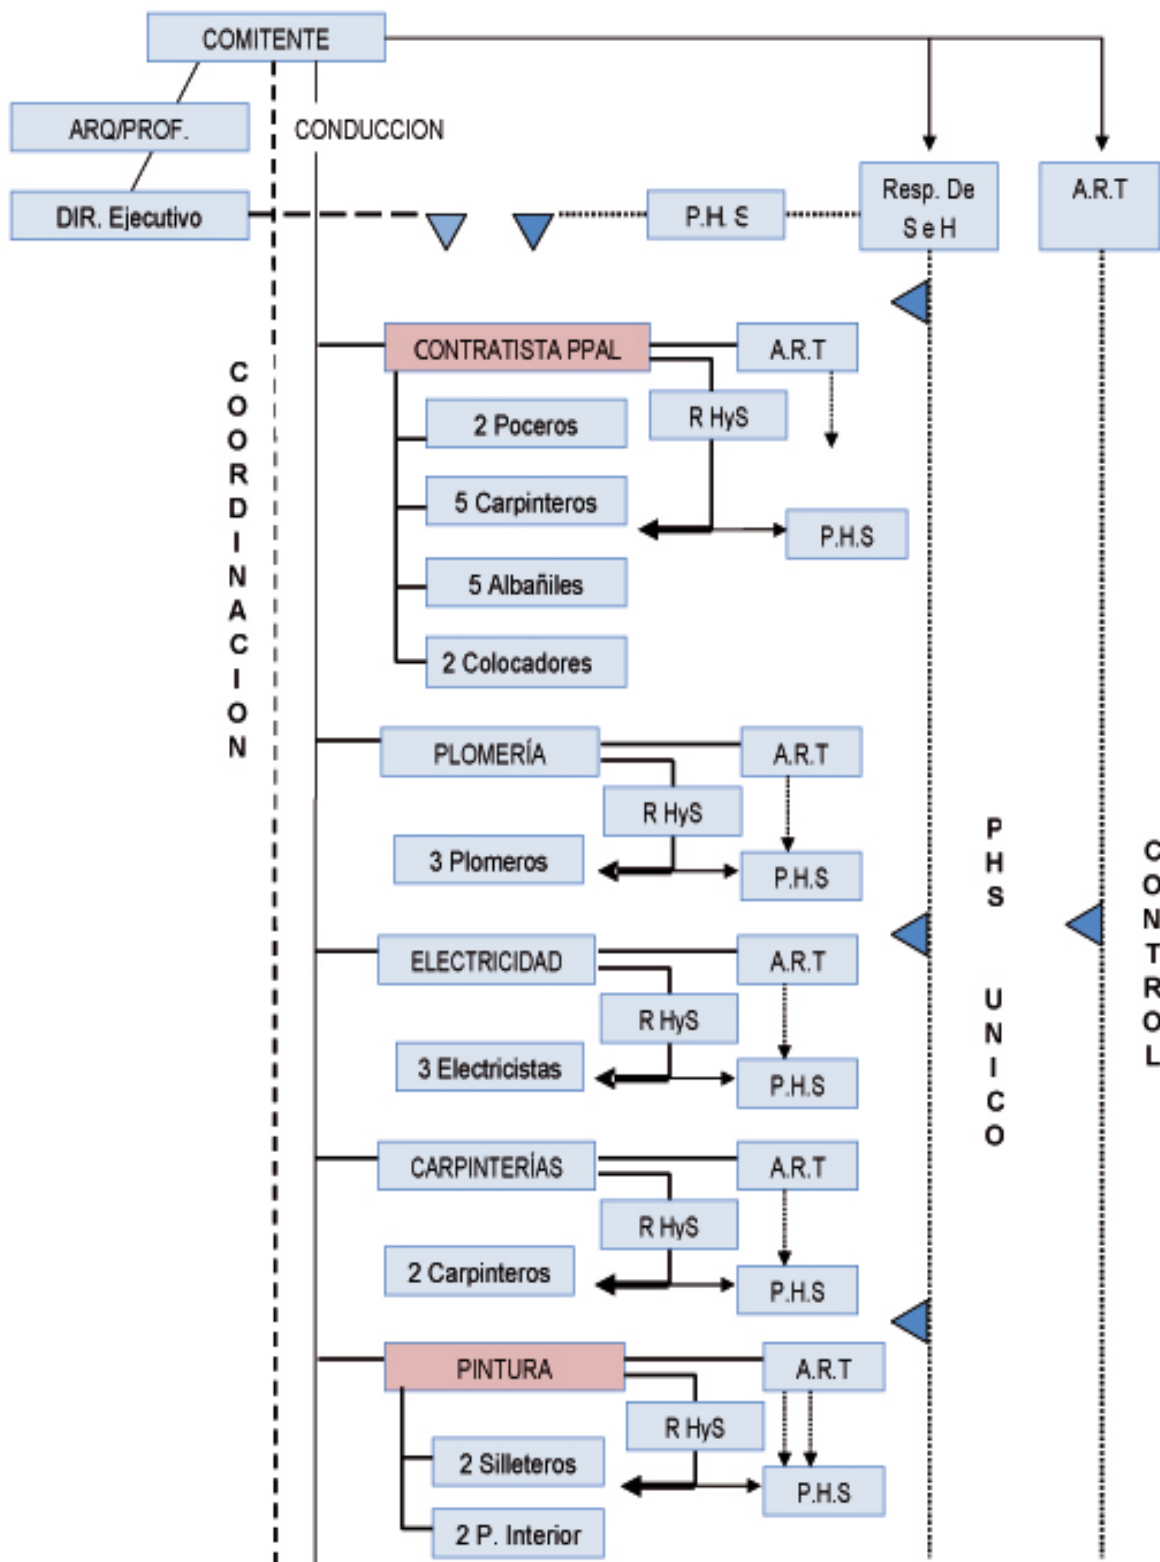 COMITENTE
ARQ/PROF.
CONDUCCION
DIR. Ejecutivo
P.H. S
Resp. De
S e H
A.R.T
COORDINACION
CONTRATISTA PPAL
A.R.T
R HyS
2 Poceros
5 Carpinteros
P.H.S
5 Albañiles
2 Colocadores
PLOMERÍA
A.R.T
R HyS
3 Plomeros
P.H.S
PHS UNICO
CONTROL
ELECTRICIDAD
A.R.T
R HyS
3 Electricistas
P.H.S
CARPINTERÍAS
A.R.T
R HyS
2 Carpinteros
P.H.S
PINTURA
A.R.T
R HyS
2 Silleteros
P.H.S
2 P. Interior